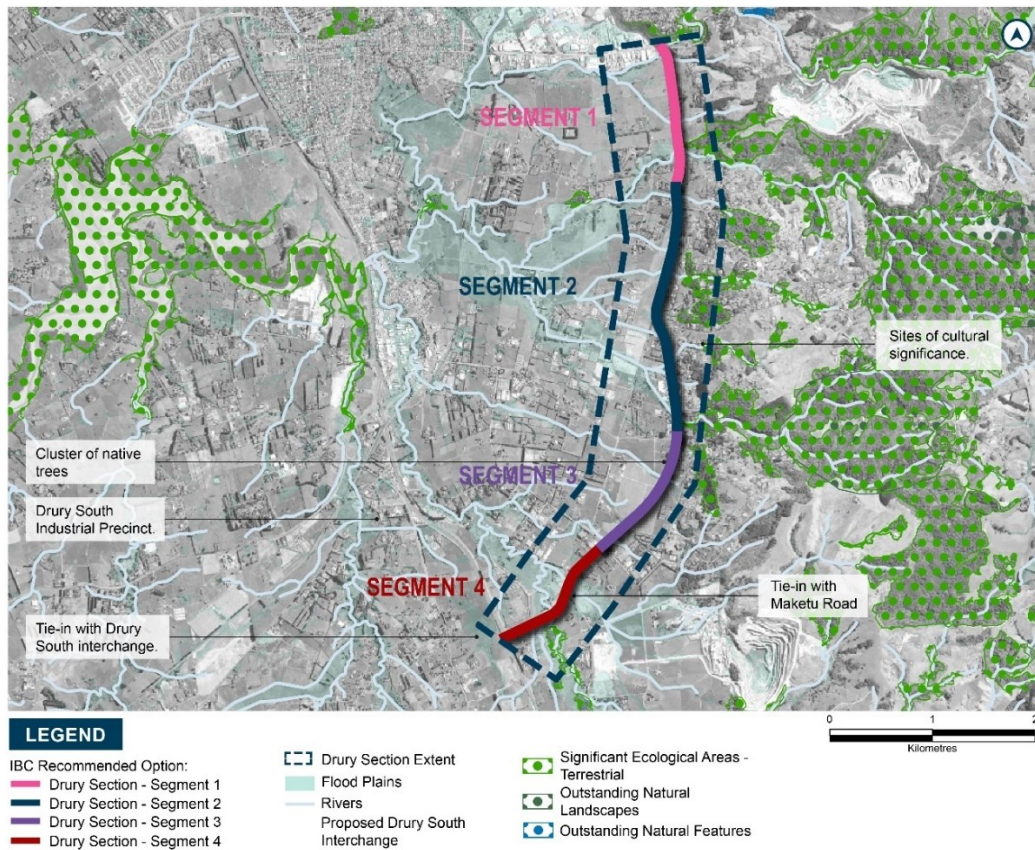 SEGMENT 1
SEGMENT 2
Sites of cultural
significance.
Cluster of native
trees
SEGMENT 3
Drury South
Industrial Precinct.
SEGMENT 4
Tie-in with
Maketu Road
Tie-in with Drury
South interchange.
LEGEND
0 1 2
Kilometres
IBC Recommended Option:
Drury Section - Segment 1
Drury Section - Segment 2
Drury Section - Segment 3
Drury Section - Segment 4
Drury Section Extent
Flood Plains
Rivers
Proposed Drury South
Interchange
Significant Ecological Areas -
Terrestrial
Outstanding Natural
Landscapes
Outstanding Natural Features